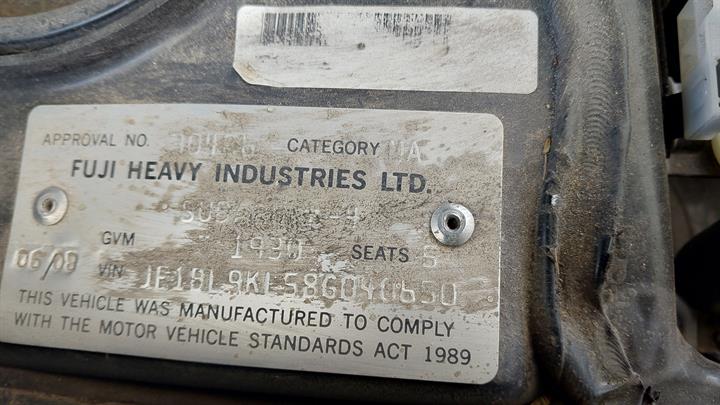 APPROVAL NO. CATEGORY MA
FUJI HEAVY INDUSTRIES LTD.
GVM 1930 SEATS 5
06/08 VIN
THIS VEHICLE WAS MANUFACTURED TO COMPLY
WITH THE MOTOR VEHICLE STANDARDS ACT 1989